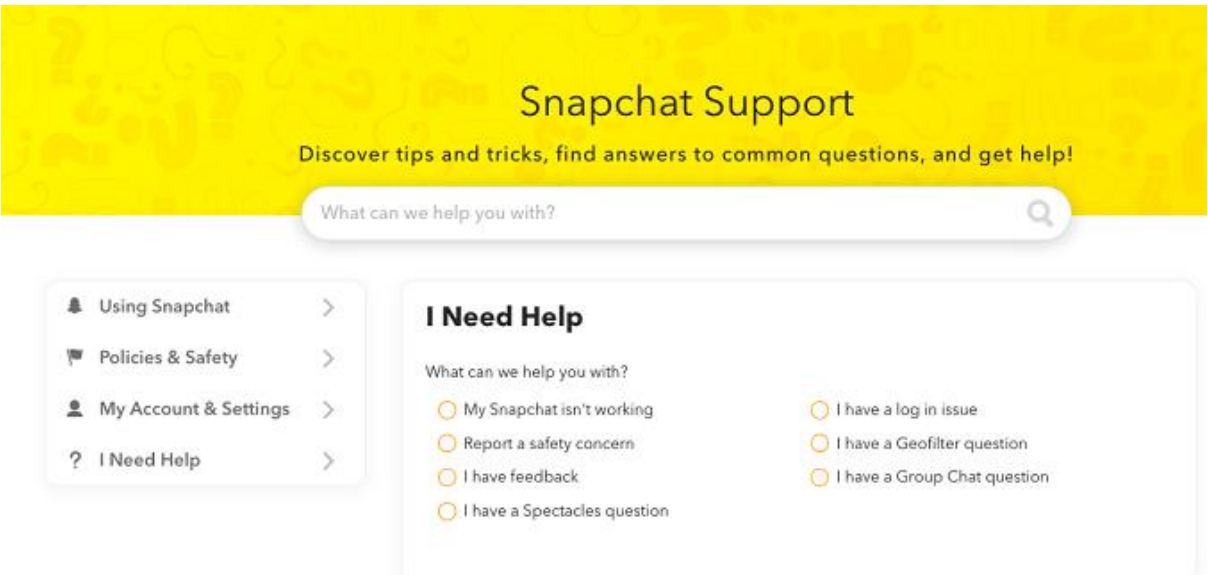 Snapchat Support
Discover tips and tricks, find answers to common questions, and get help!
What can we help you with?
Using Snapchat
Policies & Safety
My Account & Settings
? I Need Help
I Need Help
What can we help you with?
My Snapchat isn't working
I have a log in issue
Report a safety concern
I have a Geofilter question
I have feedback
I have a Group Chat question
I have a Spectacles question